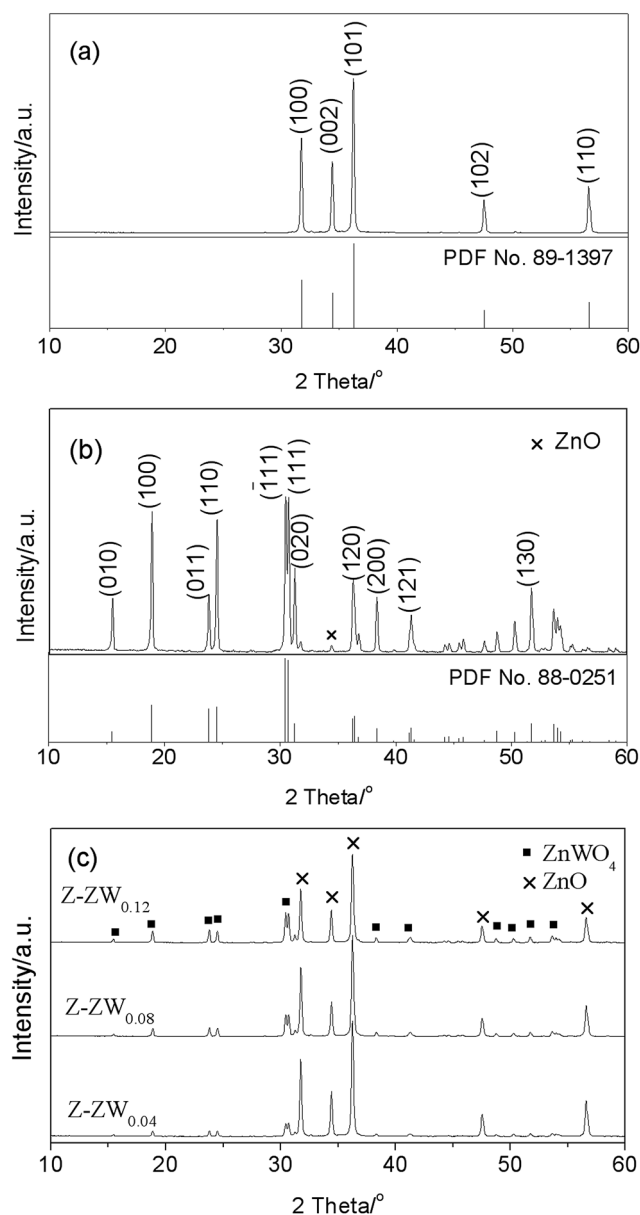 (a)
(100)
(002)
(101)
(102)
(110)
Intensity/a.u.
PDF No. 89-1397
10 20 30 40 50 60
2 Theta/°
(b)
× ZnO
(010)
(100)
(011)
(110)
(1̅11)
(111)
(020)
×
(120)
(200)
(121)
(130)
Intensity/a.u.
PDF No. 88-0251
10 20 30 40 50 60
2 Theta/°
(c)
■ ZnWO₄
× ZnO
Z-ZW₀.₁₂
Z-ZW₀.₀₈
Z-ZW₀.₀₄
Intensity/a.u.
10 20 30 40 50 60
2 Theta/°